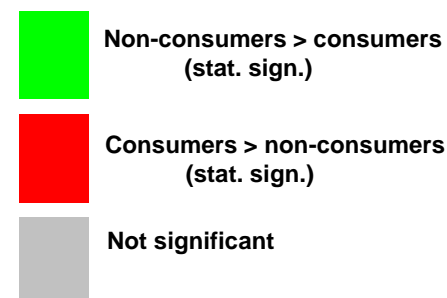 Non-consumers > consumers
(stat. sign.)
Consumers > non-consumers
(stat. sign.)
Not significant